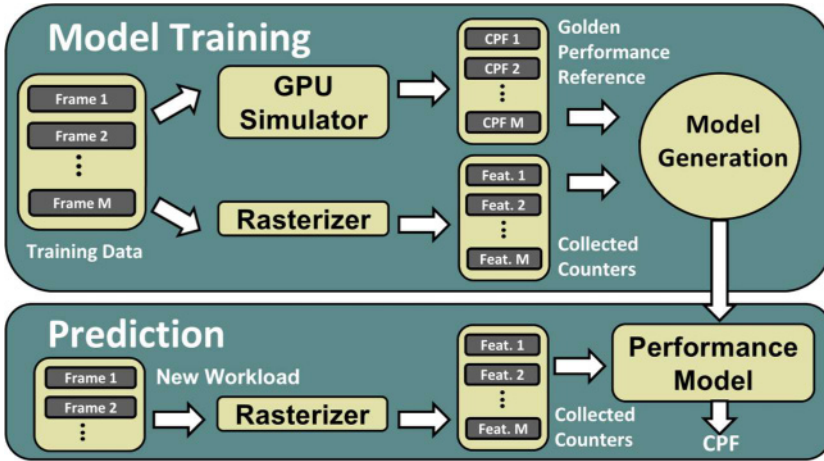 Model Training
Frame 1
Frame 2
Frame M
Training Data
GPU
Simulator
Rasterizer
CPF 1
CPF 2
CPF M
Golden
Performance
Reference
Feat. 1
Feat. 2
Feat. M
Collected
Counters
Model
Generation
Prediction
Frame 1
Frame 2
New Workload
Rasterizer
Feat. 1
Feat. 2
Feat. M
Collected
Counters
Performance
Model
CPF